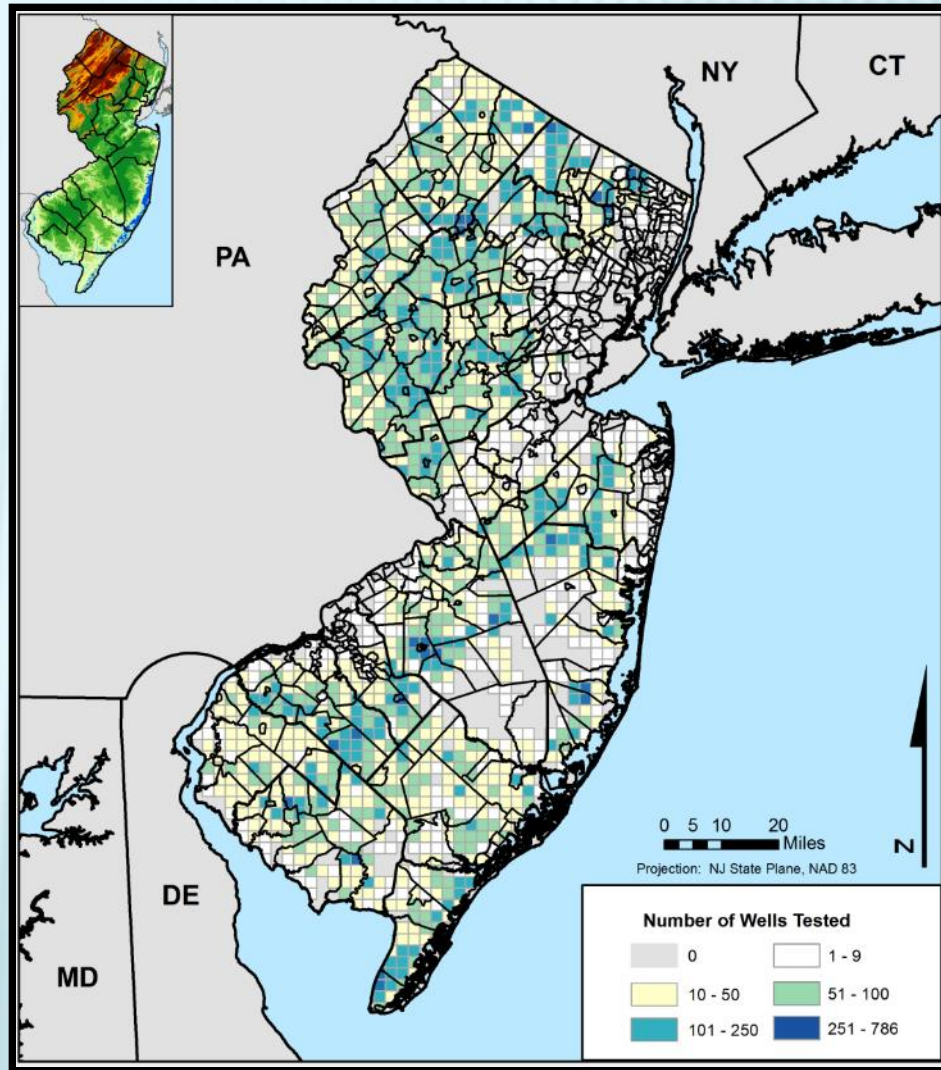 NY
CT
PA
0 5 10 20
Miles
Projection: NJ State Plane, NAD 83
N
DE
MD
Number of Wells Tested
0
1 - 9
10 - 50
51 - 100
101 - 250
251 - 786